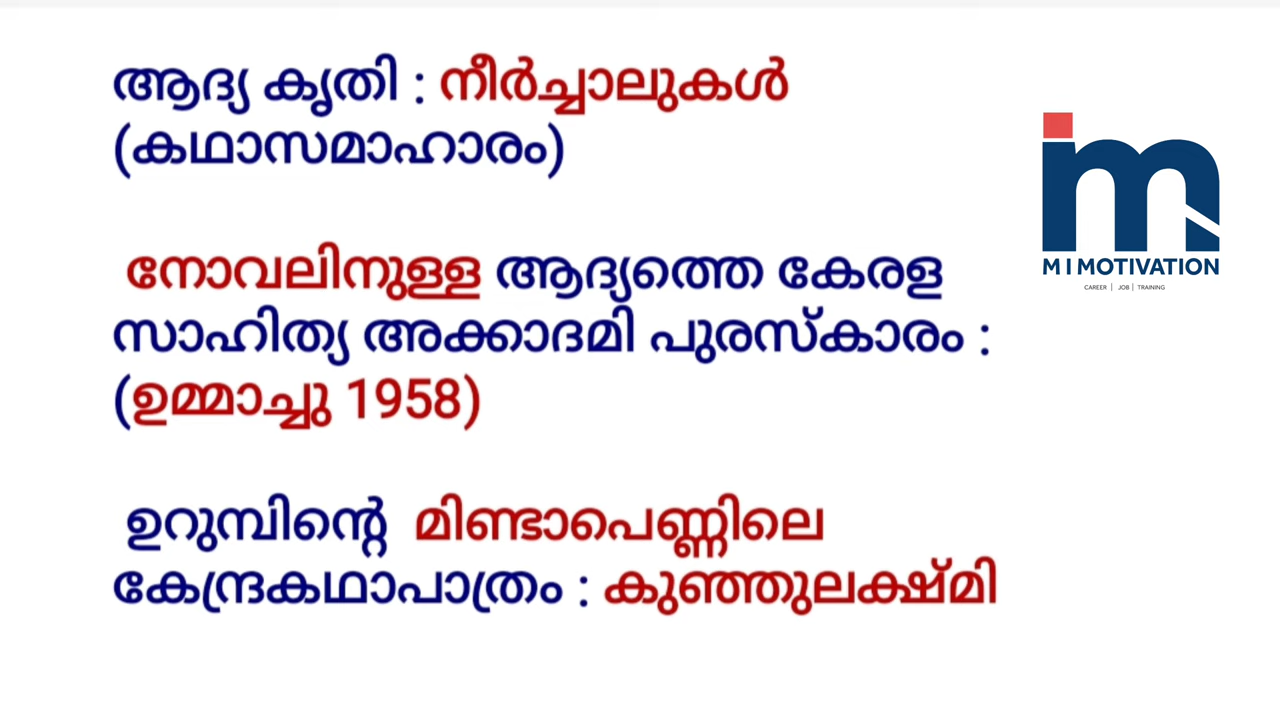 ആദ്യ കൃതി : നീർച്ചാലുകൾ
(കഥാസമാഹാരം)
നോവലിനുള്ള ആദ്യത്തെ കേരള
സാഹിത്യ അക്കാദമി പുരസ്കാരം :
(ഉമ്മാച്ചു 1958)
ഉറുമ്പിന്റെ മിണ്ടാപെണ്ണിലെ
കേന്ദ്രകഥാപാത്രം : കുഞ്ഞുലക്ഷ്മി
im
M I MOTIVATION
CAREER | JOB | TRAINING